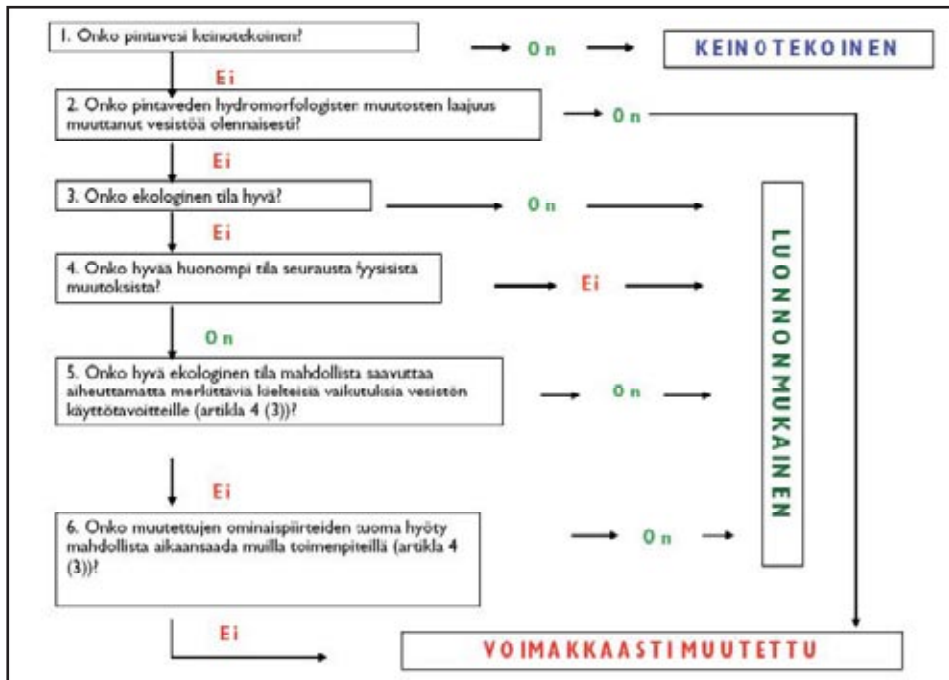 1. Onko pintavesi keinotekoinen?
On
KEINOTEKOINEN
Ei
2. Onko pintaveden hydromorfologisten muutosten laajuus
muuttanut vesistöä olennaisesti?
On
Ei
3. Onko ekologinen tila hyvä?
On
Ei
4. Onko hyvää huonompi tila seurausta fyysisistä
muutoksista?
Ei
On
5. Onko hyvä ekologinen tila mahdollista saavuttaa
aiheuttamatta merkittäviä kielteisiä vaikutuksia vesistön
käyttötavoitteille (artikla 4 (3))?
On
Ei
6. Onko muutettujen ominaispiirteiden tuoma hyöty
mahdollista aikaansaada muilla toimenpiteillä (artikla 4
(3))?
On
LUONNONMUKAINEN
Ei
VOIMAKKAASTI MUUTETTU